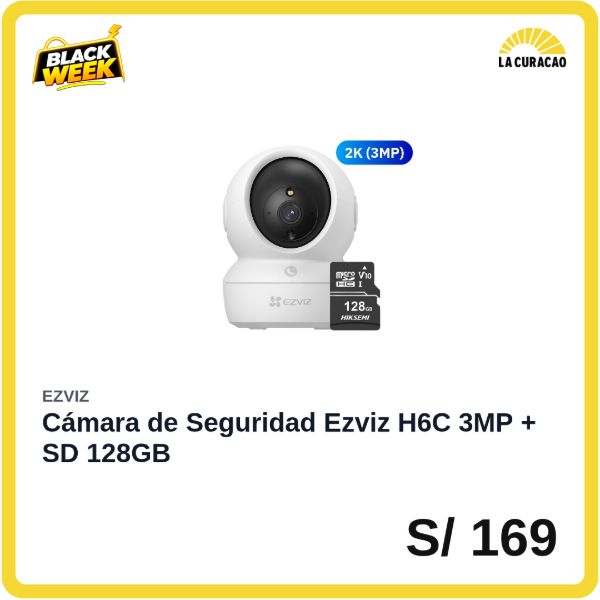 BLACK
WEEK
LA CURACAO
2K (3MP)
micro
SD
HC I
V10
128GB
HIKSEMI
EZVIZ
EZVIZ
Cámara de Seguridad Ezviz H6C 3MP +
SD 128GB
S/ 169